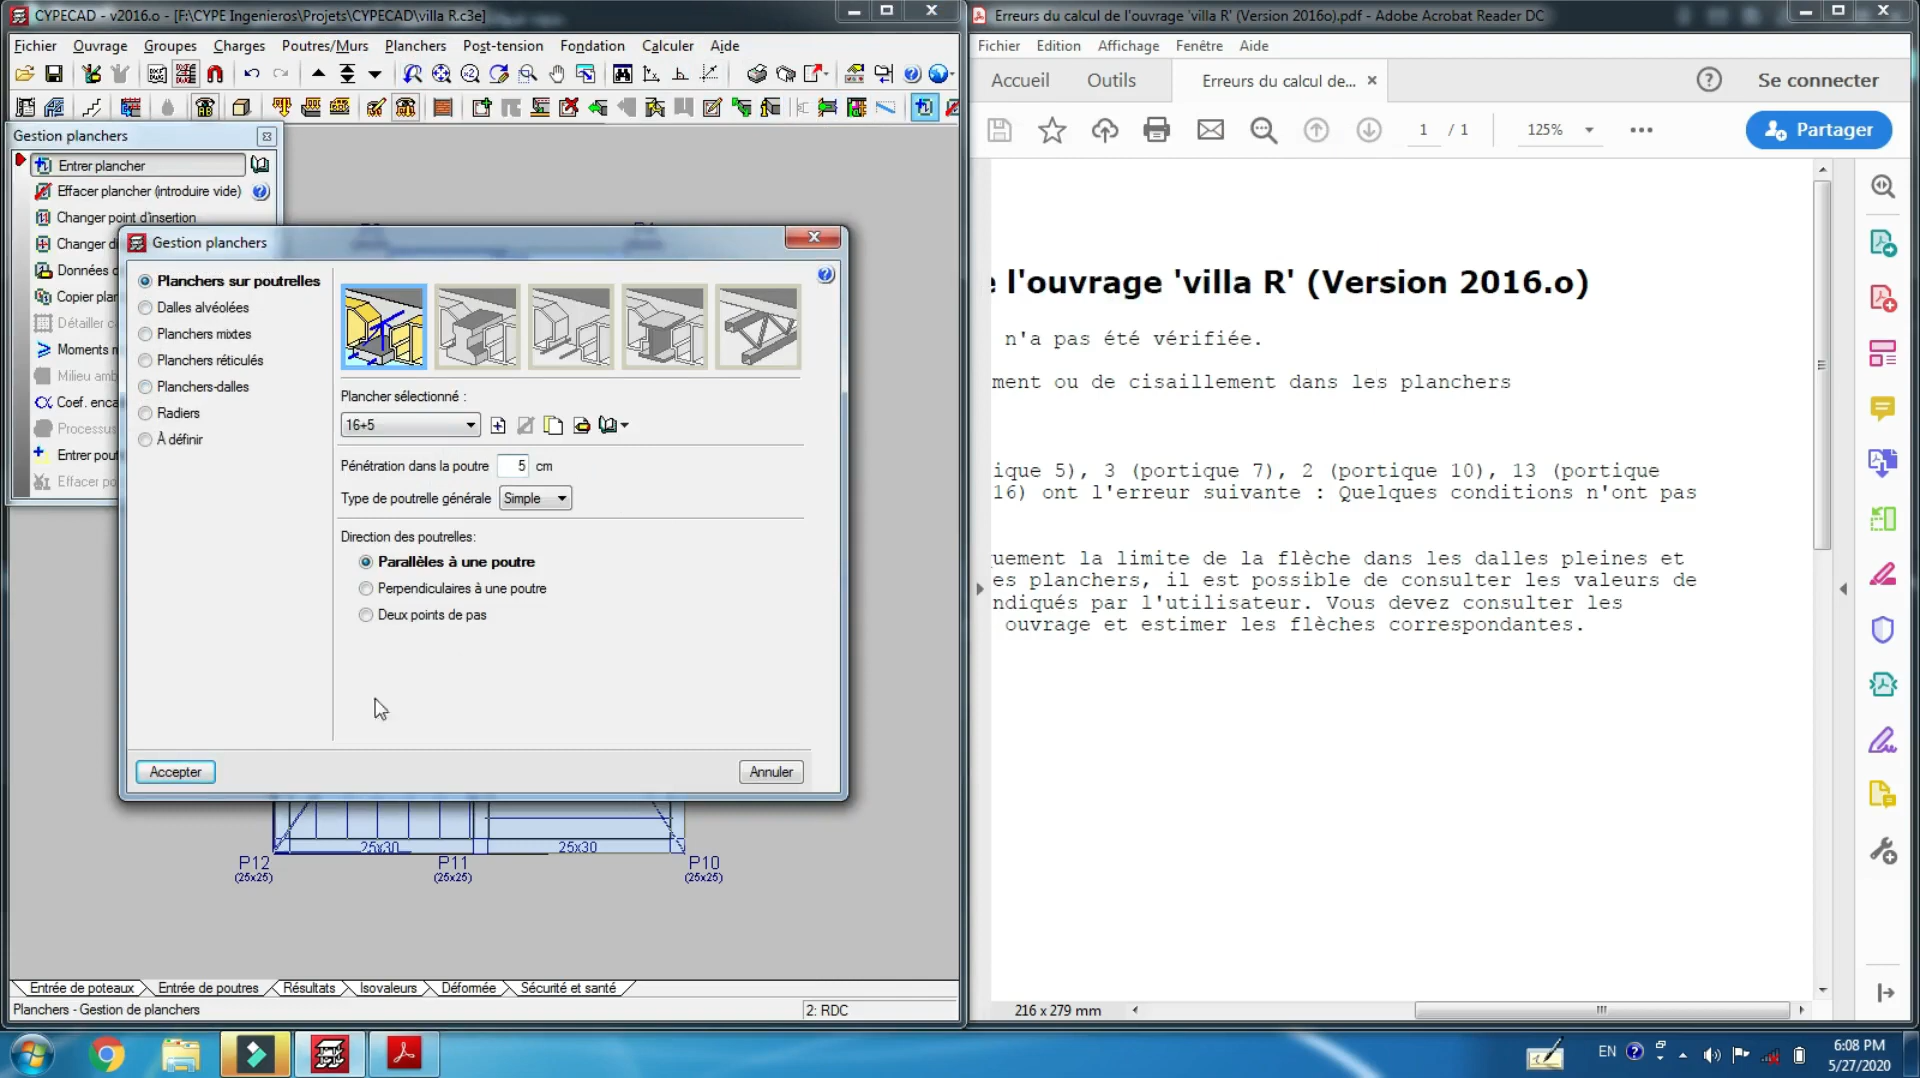 CYPECAD - v2016.o - [F:\CYPE Ingenieros\Projets\CYPECAD\villa R.c3e]
Fichier Ouvrage Groupes Charges Poutres/Murs Planchers Post-tension Fondation Calculer Aide
Gestion planchers
Entrer plancher
Effacer plancher (introduire vide)
Changer point d'insertion
Changer di
Données d
Copier plan
Détailler c
Moments n
Milieu amb
Coef. enca
Processus
Entrer pout
Effacer po
Gestion planchers
Planchers sur poutrelles
Dalles alvéolées
Planchers mixtes
Planchers réticulés
Planchers-dalles
Radiers
À définir
Plancher sélectionné :
16+5
Pénétration dans la poutre 5 cm
Type de poutrelle générale Simple
Direction des poutrelles:
Parallèles à une poutre
Perpendiculaires à une poutre
Deux points de pas
Accepter
Annuler
25x30 25x30
P12 P11 P10
(25x25) (25x25) (25x25)
Entrée de poteaux Entrée de poutres Résultats Isovaleurs Déformée Sécurité et santé
Planchers - Gestion de planchers 2: RDC
Erreurs du calcul de l'ouvrage 'villa R' (Version 2016o).pdf - Adobe Acrobat Reader DC
Fichier Edition Affichage Fenêtre Aide
Accueil Outils Erreurs du calcul de... × Se connecter
1 / 1 125% Partager
e l'ouvrage 'villa R' (Version 2016.o)
n'a pas été vérifiée.
ment ou de cisaillement dans les planchers
ique 5), 3 (portique 7), 2 (portique 10), 13 (portique
16) ont l'erreur suivante : Quelques conditions n'ont pas
uement la limite de la flèche dans les dalles pleines et
es planchers, il est possible de consulter les valeurs de
ndiqués par l'utilisateur. Vous devez consulter les
ouvrage et estimer les flèches correspondantes.
216 x 279 mm
EN
6:08 PM
5/27/2020